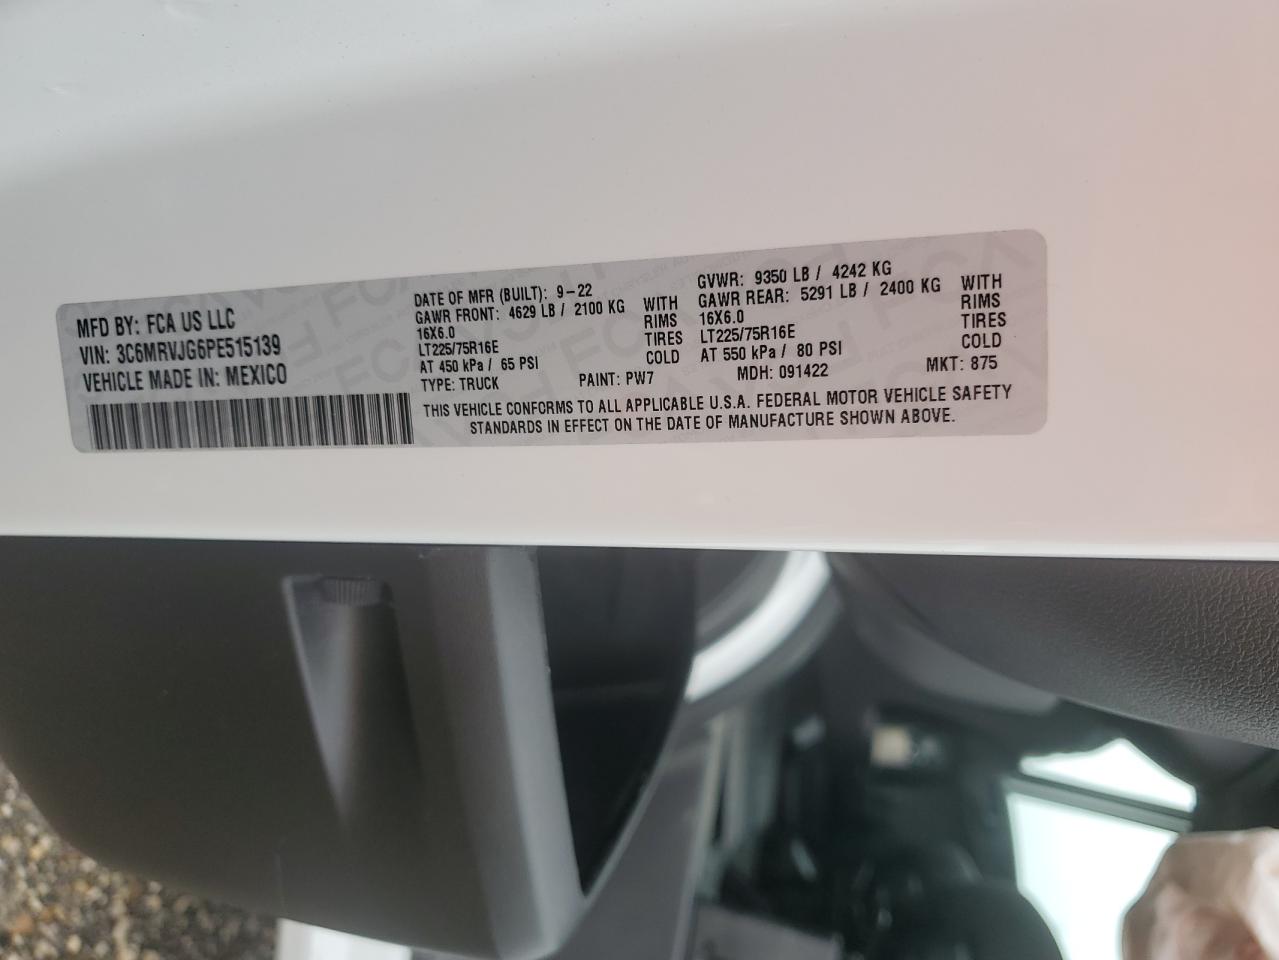 MFD BY: FCA US LLC
VIN: 3C6MRVJG6PE515139
VEHICLE MADE IN: MEXICO
DATE OF MFR (BUILT): 9-22
GAWR FRONT: 4629 LB / 2100 KG WITH
16X6.0 RIMS
LT225/75R16E TIRES
AT 450 kPa / 65 PSI COLD
TYPE: TRUCK PAINT: PW7
GVWR: 9350 LB / 4242 KG
GAWR REAR: 5291 LB / 2400 KG WITH
16X6.0 RIMS
LT225/75R16E TIRES
AT 550 kPa / 80 PSI COLD
MDH: 091422 MKT: 875
THIS VEHICLE CONFORMS TO ALL APPLICABLE U.S.A. FEDERAL MOTOR VEHICLE SAFETY
STANDARDS IN EFFECT ON THE DATE OF MANUFACTURE SHOWN ABOVE.